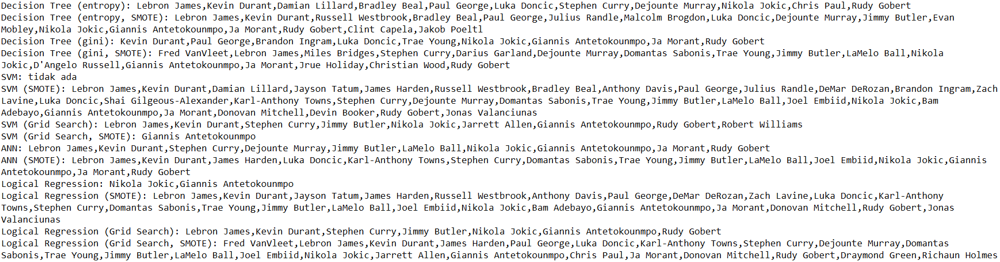 Decision Tree (entropy): Lebron James,Kevin Durant,Damian Lillard,Bradley Beal,Paul George,Luka Doncic,Stephen Curry,Dejounte Murray,Nikola Jokic,Chris Paul,Rudy Gobert
Decision Tree (entropy, SMOTE): Lebron James,Kevin Durant,Russell Westbrook,Bradley Beal,Paul George,Julius Randle,Malcolm Brogdon,Luka Doncic,Dejounte Murray,Jimmy Butler,Evan
Mobley,Nikola Jokic,Giannis Antetokounmpo,Ja Morant,Rudy Gobert,Clint Capela,Jakob Poeltl
Decision Tree (gini): Kevin Durant,Paul George,Brandon Ingram,Luka Doncic,Trae Young,Nikola Jokic,Giannis Antetokounmpo,Ja Morant,Rudy Gobert
Decision Tree (gini, SMOTE): Fred VanVleet,Lebron James,Miles Bridges,Stephen Curry,Darius Garland,Dejounte Murray,Domantas Sabonis,Trae Young,Jimmy Butler,LaMelo Ball,Nikola
Jokic,D'Angelo Russell,Giannis Antetokounmpo,Ja Morant,Jrue Holiday,Christian Wood,Rudy Gobert
SVM: tidak ada
SVM (SMOTE): Lebron James,Kevin Durant,Damian Lillard,Jayson Tatum,James Harden,Russell Westbrook,Bradley Beal,Anthony Davis,Paul George,Julius Randle,DeMar DeRozan,Brandon Ingram,Zach
Lavine,Luka Doncic,Shai Gilgeous-Alexander,Karl-Anthony Towns,Stephen Curry,Dejounte Murray,Domantas Sabonis,Trae Young,Jimmy Butler,LaMelo Ball,Joel Embiid,Nikola Jokic,Bam
Adebayo,Giannis Antetokounmpo,Ja Morant,Donovan Mitchell,Devin Booker,Rudy Gobert,Jonas Valanciunas
SVM (Grid Search): Lebron James,Kevin Durant,Stephen Curry,Jimmy Butler,Nikola Jokic,Jarrett Allen,Giannis Antetokounmpo,Rudy Gobert,Robert Williams
SVM (Grid Search, SMOTE): Giannis Antetokounmpo
ANN: Lebron James,Kevin Durant,Stephen Curry,Dejounte Murray,Jimmy Butler,LaMelo Ball,Nikola Jokic,Giannis Antetokounmpo,Ja Morant,Rudy Gobert
ANN (SMOTE): Lebron James,Kevin Durant,James Harden,Luka Doncic,Karl-Anthony Towns,Stephen Curry,Domantas Sabonis,Trae Young,Jimmy Butler,LaMelo Ball,Joel Embiid,Nikola Jokic,Giannis
Antetokounmpo,Ja Morant,Rudy Gobert
Logical Regression: Nikola Jokic,Giannis Antetokounmpo
Logical Regression (SMOTE): Lebron James,Kevin Durant,Jayson Tatum,James Harden,Russell Westbrook,Anthony Davis,Paul George,DeMar DeRozan,Zach Lavine,Luka Doncic,Karl-Anthony
Towns,Stephen Curry,Domantas Sabonis,Trae Young,Jimmy Butler,LaMelo Ball,Joel Embiid,Nikola Jokic,Bam Adebayo,Giannis Antetokounmpo,Ja Morant,Donovan Mitchell,Rudy Gobert,Jonas
Valanciunas
Logical Regression (Grid Search): Lebron James,Kevin Durant,Stephen Curry,Jimmy Butler,Nikola Jokic,Giannis Antetokounmpo,Rudy Gobert
Logical Regression (Grid Search, SMOTE): Fred VanVleet,Lebron James,Kevin Durant,James Harden,Paul George,Luka Doncic,Karl-Anthony Towns,Stephen Curry,Dejounte Murray,Domantas
Sabonis,Trae Young,Jimmy Butler,LaMelo Ball,Joel Embiid,Nikola Jokic,Jarrett Allen,Giannis Antetokounmpo,Chris Paul,Ja Morant,Donovan Mitchell,Rudy Gobert,Draymond Green,Richaun Holmes